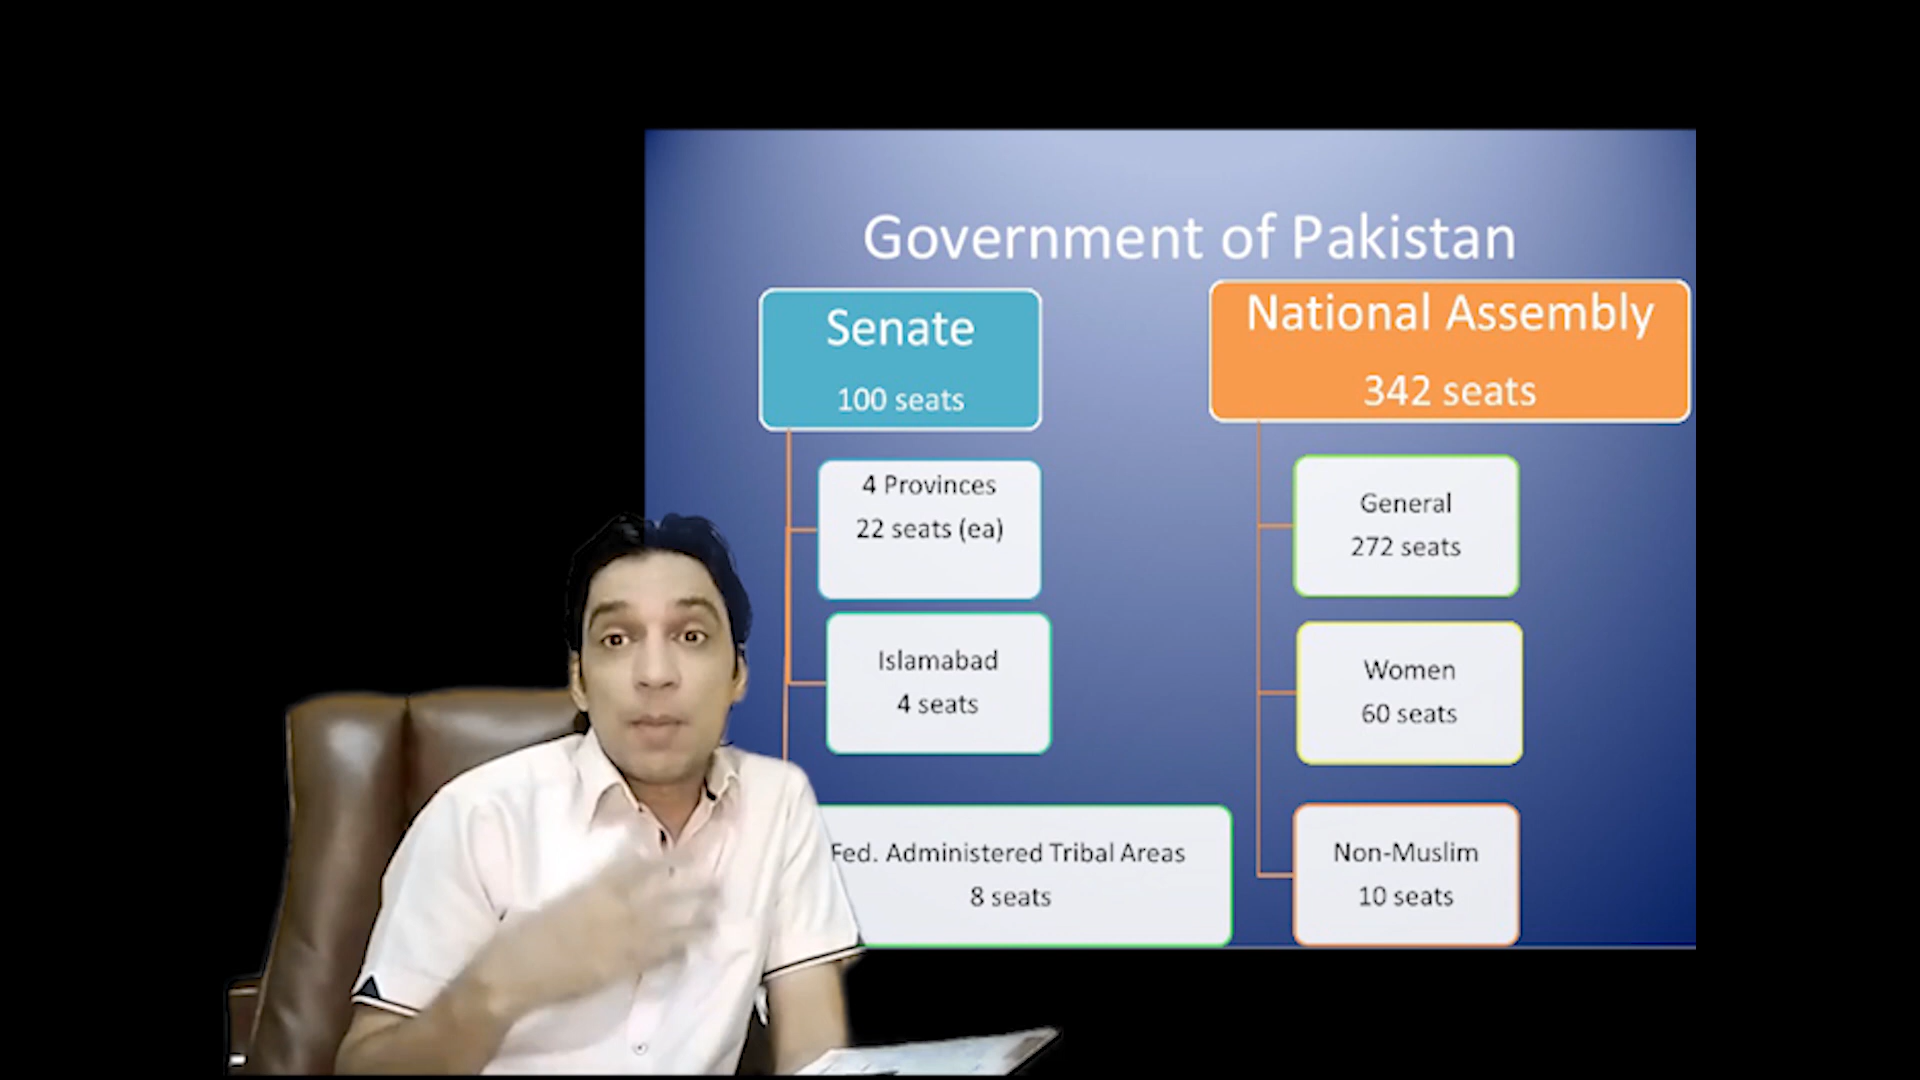 Government of Pakistan
Senate
100 seats
4 Provinces
22 seats (ea)
Islamabad
4 seats
Fed. Administered Tribal Areas
8 seats
National Assembly
342 seats
General
272 seats
Women
60 seats
Non-Muslim
10 seats